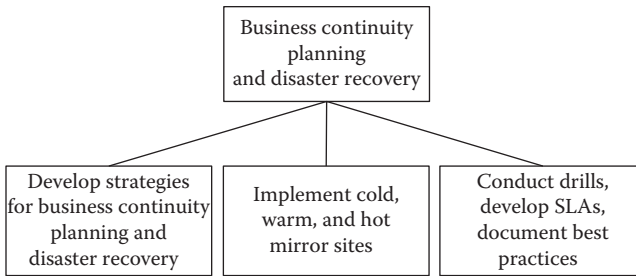 Business continuity
planning
and disaster recovery
Develop strategies
for business continuity
planning and
disaster recovery
Implement cold,
warm, and hot
mirror sites
Conduct drills,
develop SLAs,
document best
practices